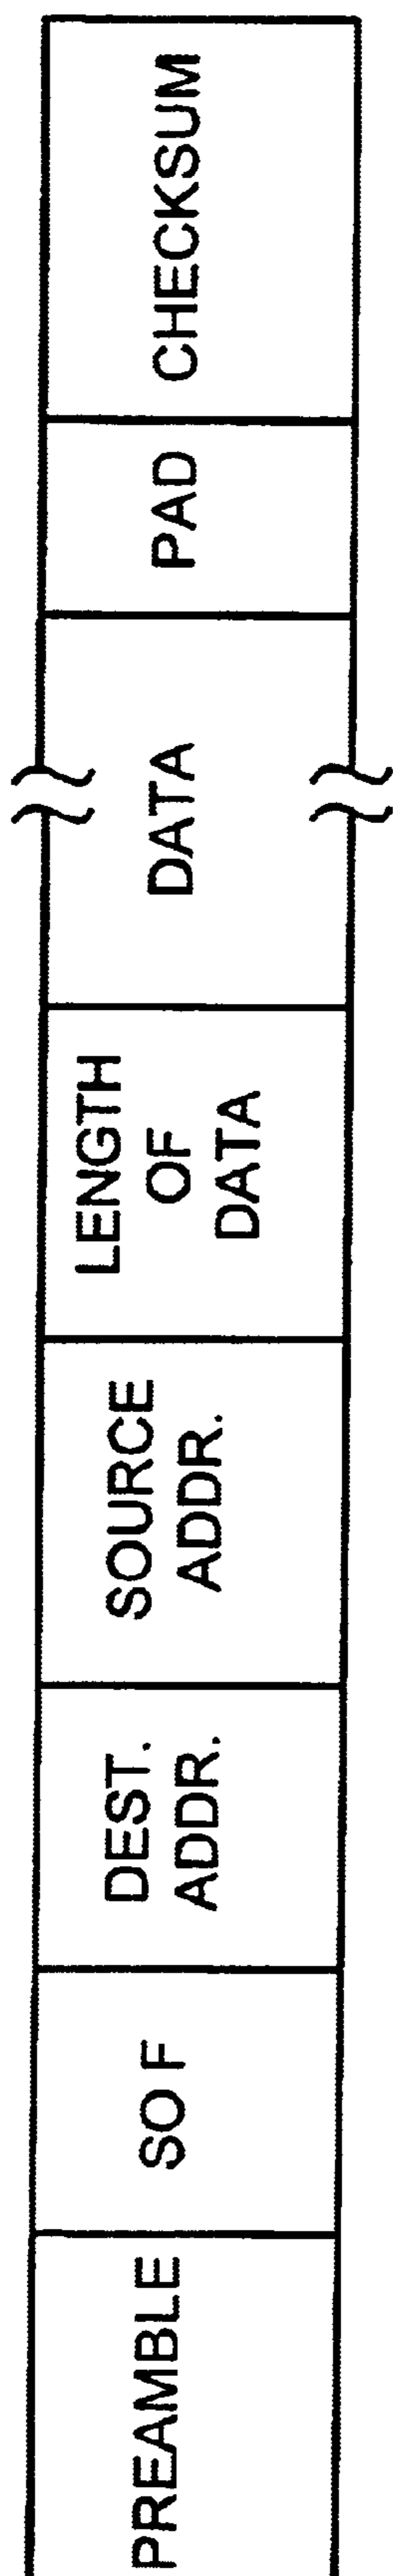 PREAMBLE
SO F
DEST.
ADDR.
SOURCE
ADDR.
LENGTH
OF
DATA
DATA
PAD
CHECKSUM